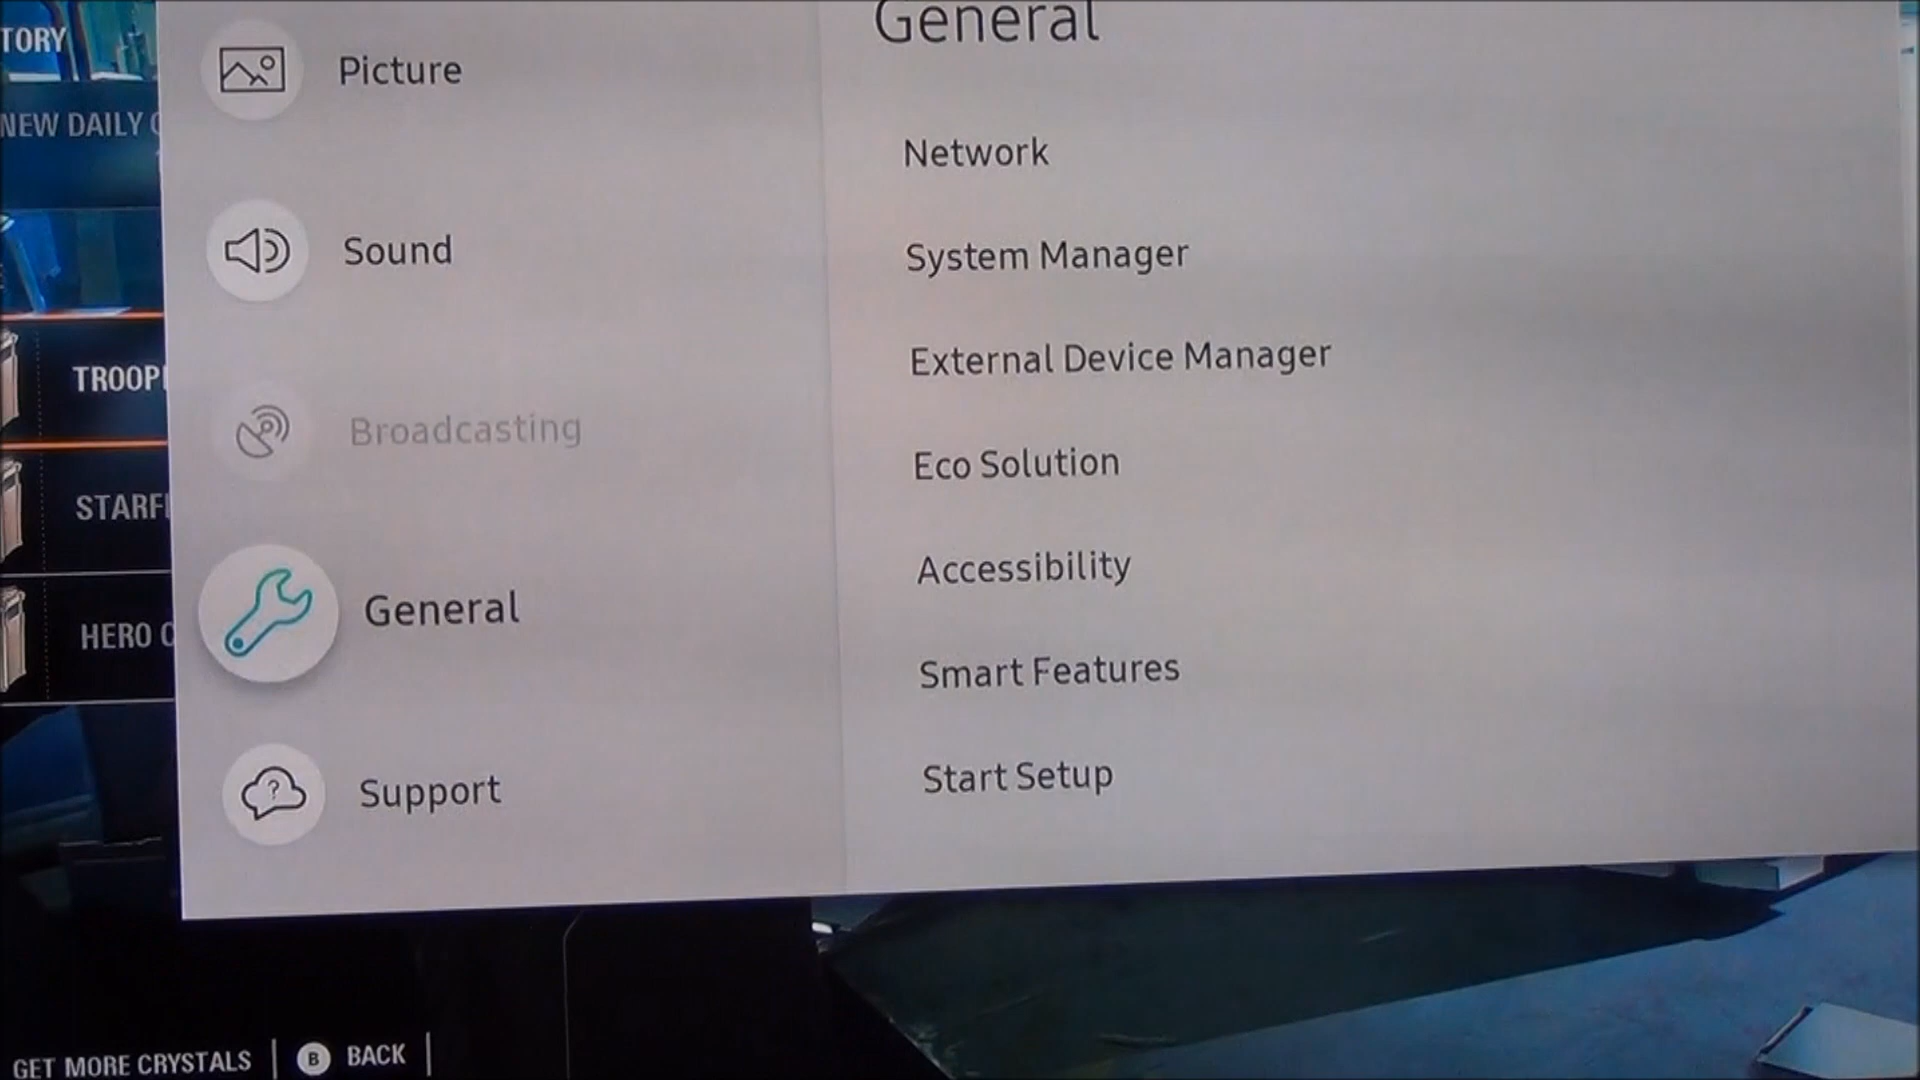 TORY
NEW DAILY
TROOP
STARF
HERO
Picture
Sound
Broadcasting
General
Support
General
Network
System Manager
External Device Manager
Eco Solution
Accessibility
Smart Features
Start Setup
GET MORE CRYSTALS
B BACK